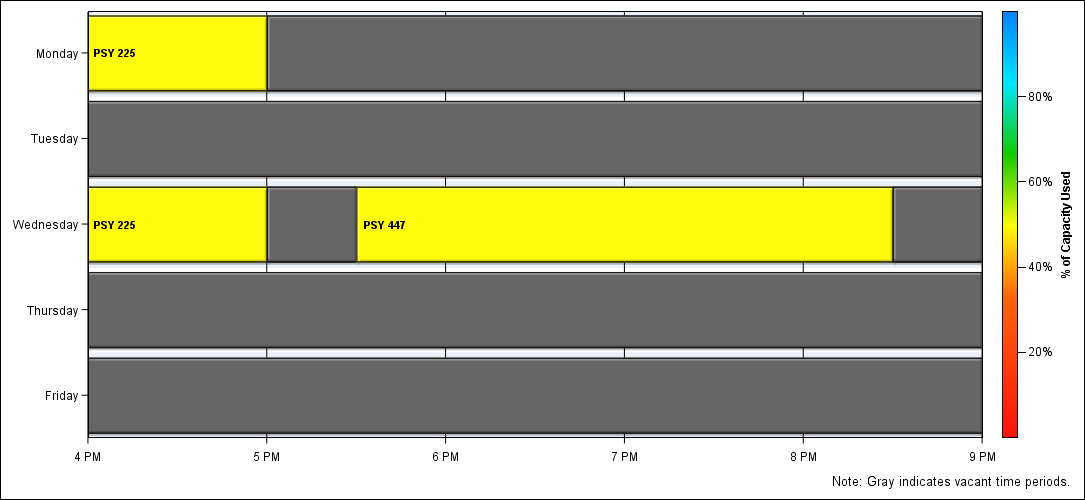 Monday
PSY 225
Tuesday
Wednesday
PSY 225
PSY 447
Thursday
Friday
4 PM
5 PM
6 PM
7 PM
8 PM
9 PM
80%
60%
40%
20%
% of Capacity Used
Note: Gray indicates vacant time periods.